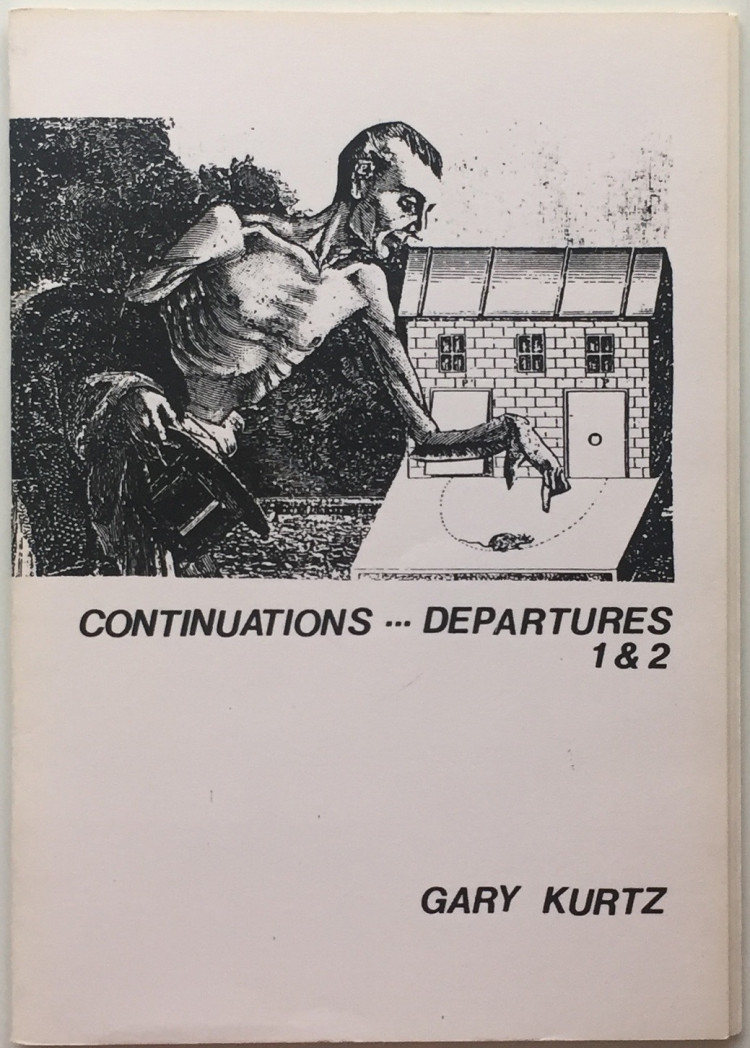 P
P
CONTINUATIONS ... DEPARTURES
1 & 2
GARY KURTZ